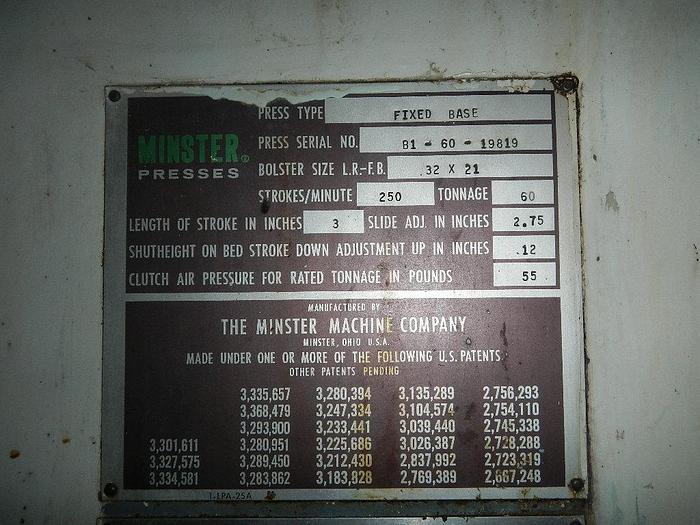 PRESS TYPE FIXED BASE
MINSTER® PRESS SERIAL NO. B1-60-19819
PRESSES BOLSTER SIZE L.R.-F.B. 32 X 21
STROKES/MINUTE 250 TONNAGE 60
LENGTH OF STROKE IN INCHES 3 SLIDE ADJ. IN INCHES 2.75
SHUTHEIGHT ON BED STROKE DOWN ADJUSTMENT UP IN INCHES 12
CLUTCH AIR PRESSURE FOR RATED TONNAGE IN POUNDS 55
MANUFACTURED BY
THE MINSTER MACHINE COMPANY
MINSTER, OHIO U.S.A.
MADE UNDER ONE OR MORE OF THE FOLLOWING U.S. PATENTS
OTHER PATENTS PENDING
3,335,657 3,280,394 3,135,289 2,756,293
3,368,479 3,247,334 3,104,574 2,754,110
3,293,900 3,233,441 3,039,440 2,745,338
3,301,611 3,280,951 3,225,686 3,026,387 2,728,288
3,327,575 3,289,450 3,212,430 2,837,992 2,723,319
3,334,581 3,283,862 3,183,928 2,769,389 2,667,248
1-LPA-25A